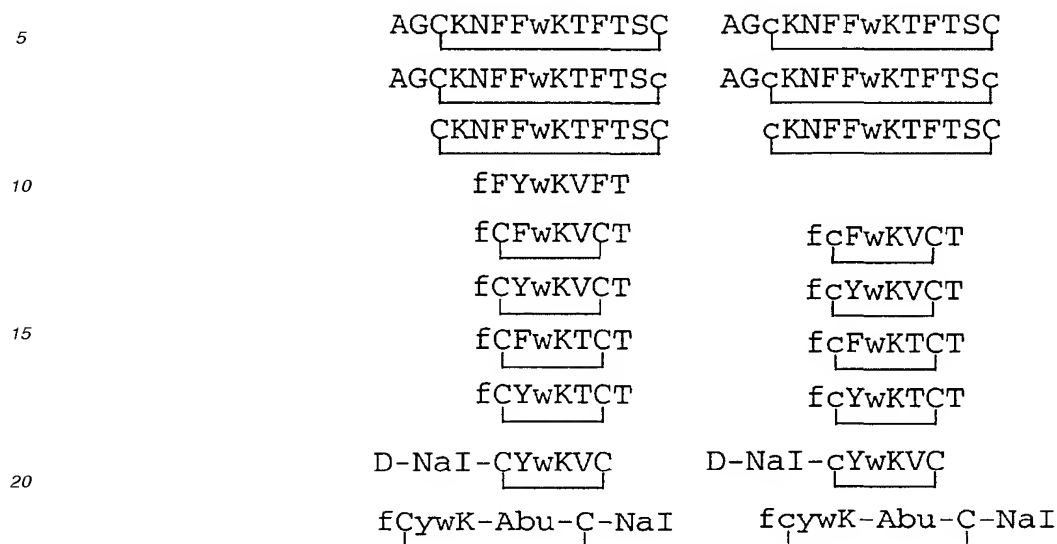 5 AGCKNFFwKTFTSC AGcKNFFwKTFTSC
AGCKNFFwKTFTSc AGcKNFFwKTFTSc
CKNFFwKTFTSC cKNFFwKTFTSC
10 fFYwKVFT
fCFwKVCT fcFwKVCT
fCYwKVCT fcYwKVCT
15 fCFwKTCT fcFwKTCT
fCYwKTCT fcYwKTCT
20 D-NaI-CYwKVC D-NaI-cYwKVC
fCywK-Abu-C-NaI fcywK-Abu-C-NaI